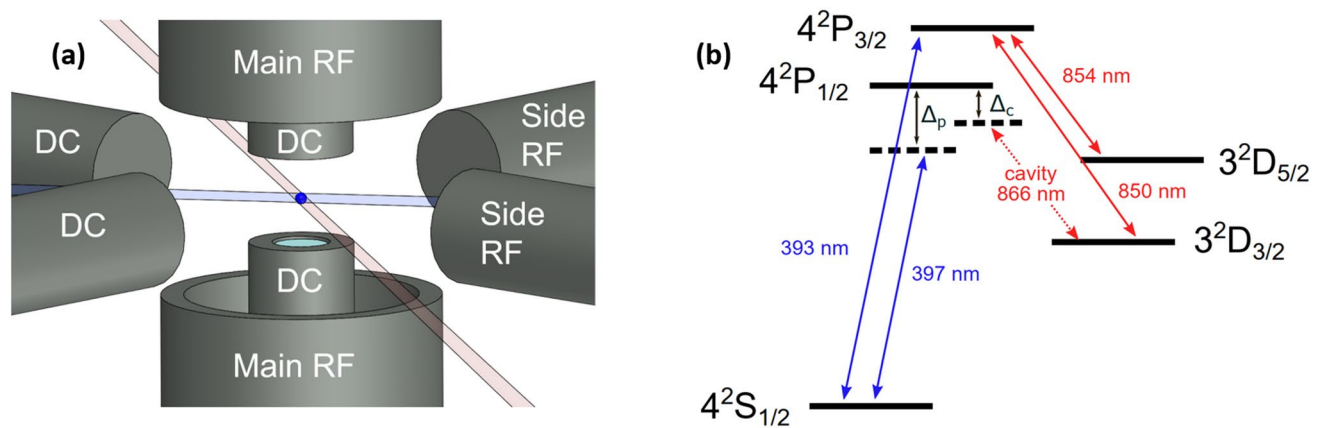 (a)
Main RF
DC
DC
Side
RF
DC
Side
RF
DC
Main RF
(b)
4²P₃/₂
4²P₁/₂
854 nm
Δc
Δp
3²D₅/₂
cavity
866 nm
850 nm
3²D₃/₂
393 nm
397 nm
4²S₁/₂